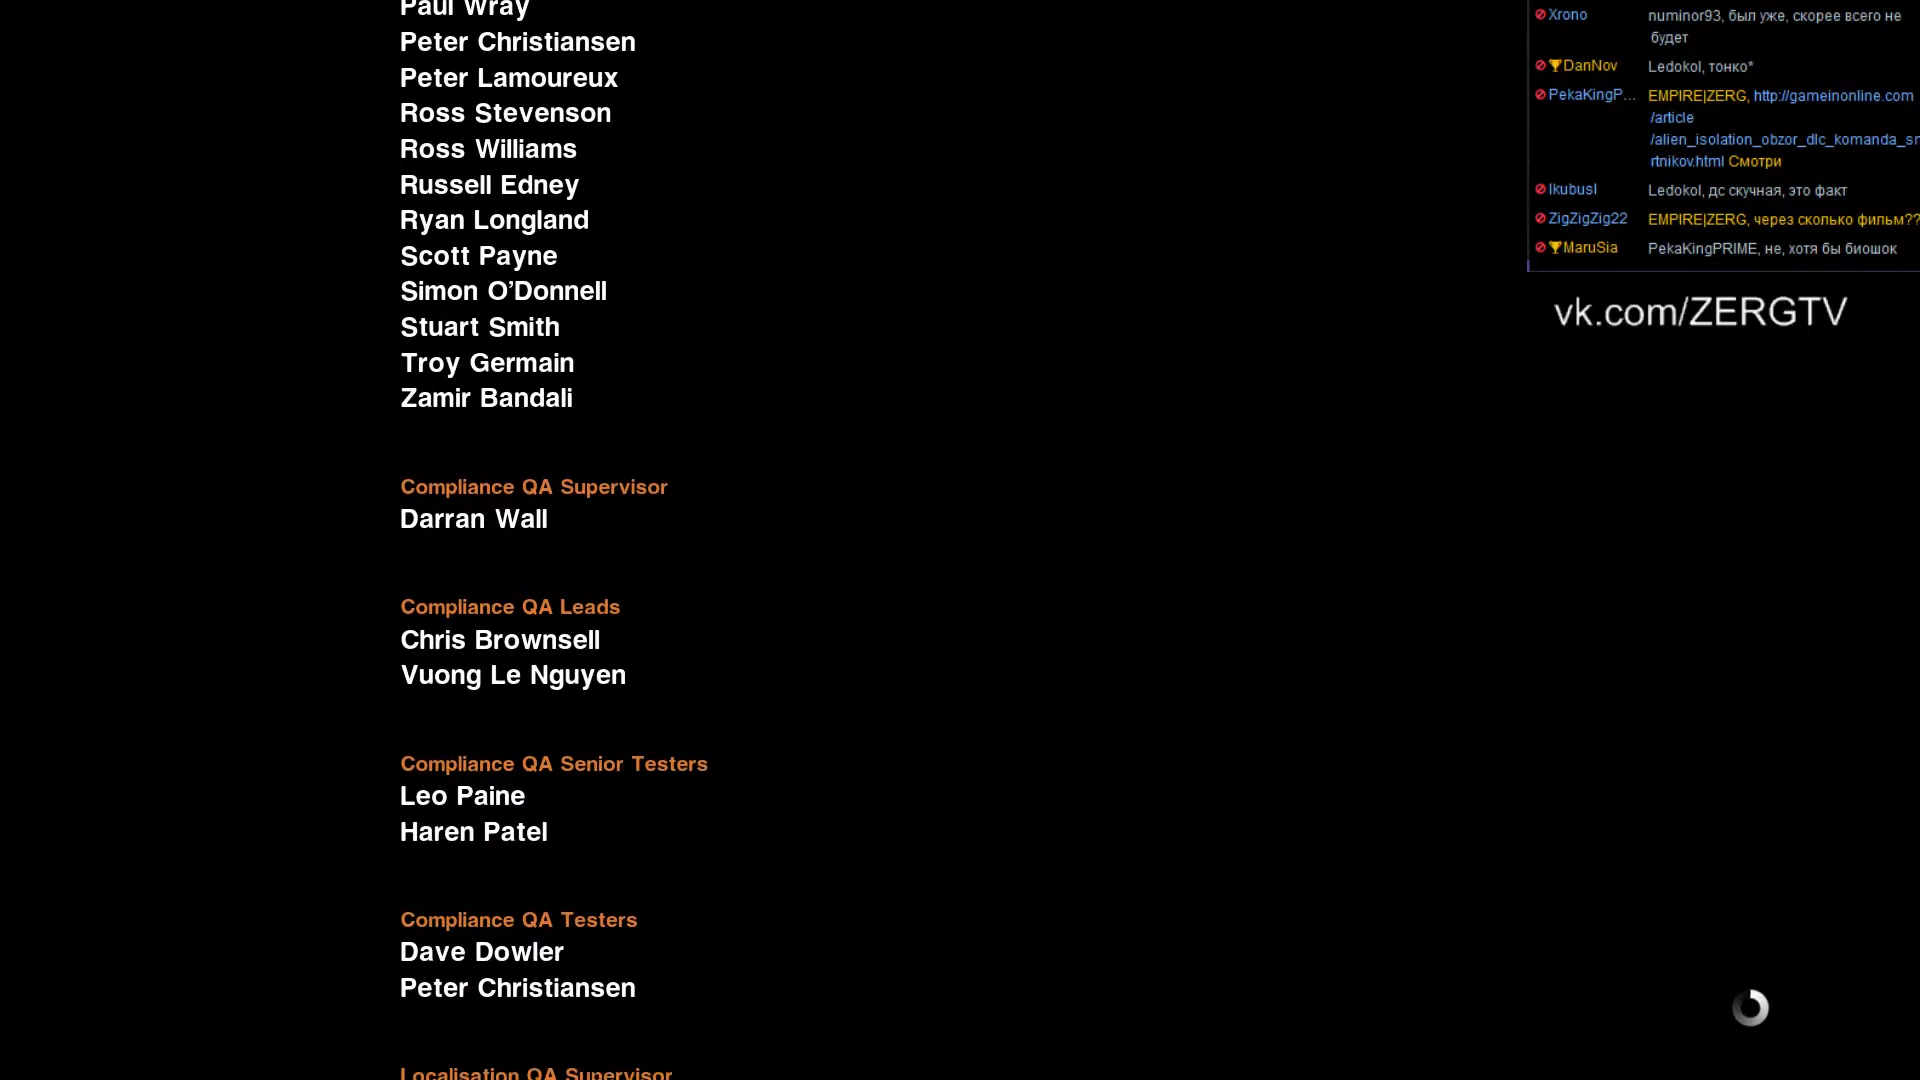 Paul Wray
Peter Christiansen
Peter Lamoureux
Ross Stevenson
Ross Williams
Russell Edney
Ryan Longland
Scott Payne
Simon O’Donnell
Stuart Smith
Troy Germain
Zamir Bandali
Compliance QA Supervisor
Darran Wall
Compliance QA Leads
Chris Brownsell
Vuong Le Nguyen
Compliance QA Senior Testers
Leo Paine
Haren Patel
Compliance QA Testers
Dave Dowler
Peter Christiansen
Localisation QA Supervisor
Xrono numinor93, был уже, скорее всего не
будет
DanNov Ledokol, тонко*
PekaKingP... EMPIRE|ZERG, http://gameinonline.com
/article
/alien_isolation_obzor_dlc_komanda_sm
rtnikov.html Смотри
Ikubusl Ledokol, дс скучная, это факт
ZigZigZig22 EMPIRE|ZERG, через сколько фильм??
MaruSia PekaKingPRIME, не, хотя бы биошок
vk.com/ZERGTV